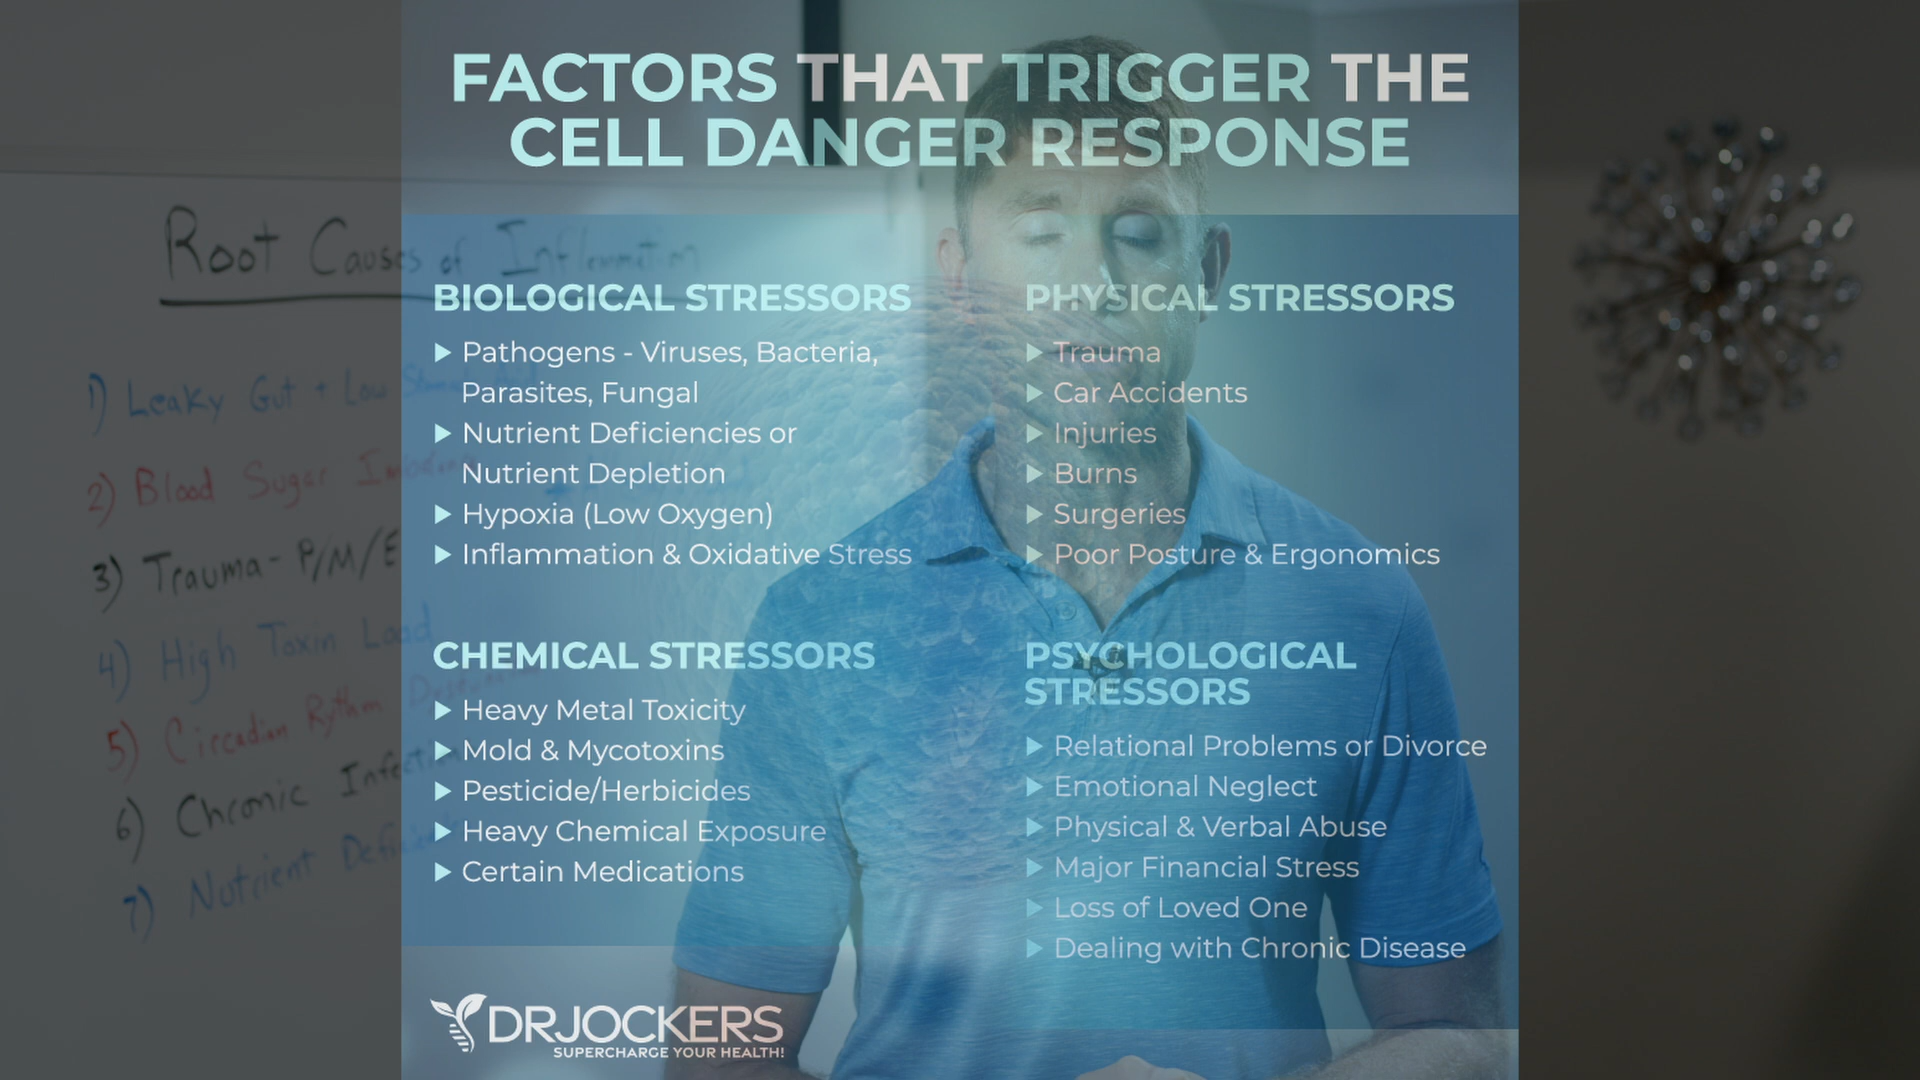 FACTORS THAT TRIGGER THE
CELL DANGER RESPONSE
Root Causes of Inflammation
1) Leaky Gut + Low
2) Blood Sugar
3) Trauma - P/M/E
4) High Toxin Load
5) Circadian Rythm
6) Chronic
7) Nutrient
BIOLOGICAL STRESSORS
▶ Pathogens - Viruses, Bacteria,
Parasites, Fungal
▶ Nutrient Deficiencies or
Nutrient Depletion
▶ Hypoxia (Low Oxygen)
▶ Inflammation & Oxidative Stress
PHYSICAL STRESSORS
▶ Trauma
▶ Car Accidents
▶ Injuries
▶ Burns
▶ Surgeries
▶ Poor Posture & Ergonomics
CHEMICAL STRESSORS
▶ Heavy Metal Toxicity
▶ Mold & Mycotoxins
▶ Pesticide/Herbicides
▶ Heavy Chemical Exposure
▶ Certain Medications
PSYCHOLOGICAL
STRESSORS
▶ Relational Problems or Divorce
▶ Emotional Neglect
▶ Physical & Verbal Abuse
▶ Major Financial Stress
▶ Loss of Loved One
▶ Dealing with Chronic Disease
DRJOCKERS
SUPERCHARGE YOUR HEALTH!